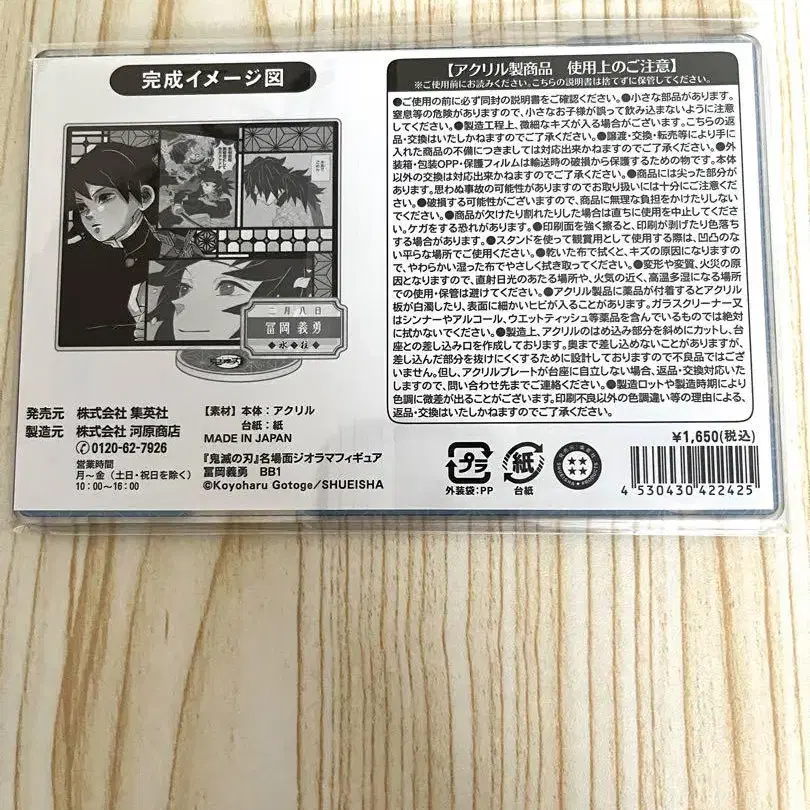 完成イメージ図
二月八日
冨岡義勇
◆水◆柱◆
発売元 株式会社 集英社
製造元 株式会社 河原商店
0120-62-7926
営業時間
月～金（土日・祝日を除く）
10：00～16：00
【素材】本体：アクリル
台紙：紙
MADE IN JAPAN
『鬼滅の刃』名場面ジオラマフィギュア
冨岡義勇 BB1
©Koyoharu Gotoge/SHUEISHA
【アクリル製商品 使用上のご注意】
※ご使用前にお読みください。こちらの説明書は捨てずに保管してください。
●ご使用の前に必ず同封の説明書をご確認ください。●小さな部品があります。
窒息等の危険がありますので、小さなお子様が誤って飲み込まないように注意
してください。●製造工程上、微細なキズが入る場合がございます。こちらの返
品・交換はいたしかねますのでご了承ください。●譲渡・交換・転売等により手に
入れた商品の不備につきましては対応出来かねますのでご了承ください。●外
装箱・包装OPP・保護フィルムは輸送時の破損から保護するための物です。本体
以外の交換は対応出来かねますのでご了承ください。●商品には尖った部分が
あります。思わぬ事故の可能性がありますのでお取り扱いには十分にご注意くださ
い。●破損する可能性がございますので、商品に無理な負担をかけたりしない
でください。●商品が欠けたり割れたりした場合は直ちに使用を中止してください。
ケガをする恐れがあります。●印刷面を強く擦ると、印刷が剥げたり色落ち
する場合があります。●スタンドを使って観賞用として使用する際は、凹凸のな
い平らな場所でご使用ください。●乾いた布で拭くと、キズの原因になりますの
で、やわらかい湿った布でやさしく拭き取ってください。●変形や変質、火災の原
因となりますので、直射日光のあたる場所や、火気の近く、高温多湿になる場所
での使用・保管は避けてください。●アクリル製品に薬品が付着するとアクリル
板が白濁したり、表面に細かいヒビが入ることがあります。ガラスクリーナー又
はシンナーやアルコール、ウエットティッシュ等薬品を含んでいるものでは絶対
に拭かないでください。●製造上、アクリルのはめ込み部分を斜めにカットし、台
座との差し込み口を作成しております。奥まで差し込めないことがありますが、
差し込んだ部分を抜けにくくするために設計しておりますので不良品ではござ
いません。但し、アクリルプレートが台座に自立しない場合、返品・交換対応いた
しますので、問い合わせ先までご連絡ください。●製造ロットや製造時期により
色調に微差が出ることがございます。印刷不良以外の色調違い等の理由による、
返品・交換はいたしかねますのでご了承ください。
プラ
外装袋：PP
紙
台紙
¥1,650(税込)
4 530430 422425